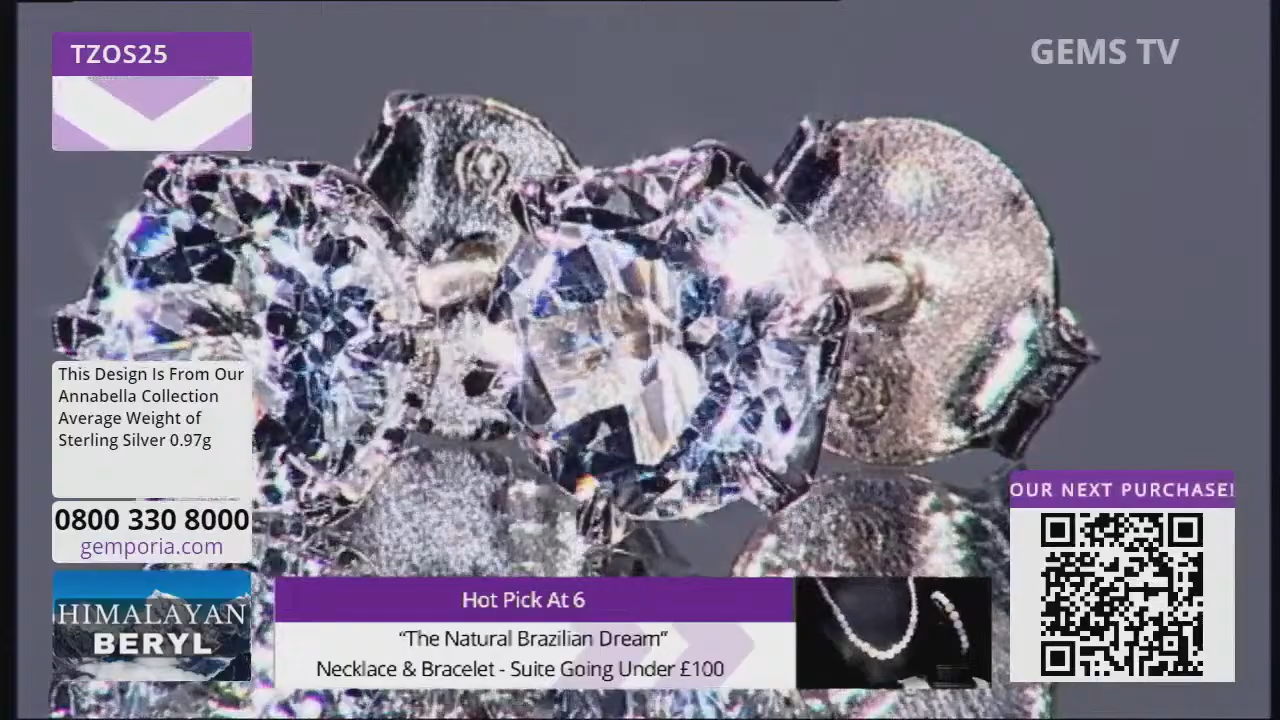 TZOS25
GEMS TV
This Design Is From Our
Annabella Collection
Average Weight of
Sterling Silver 0.97g
0800 330 8000
gemporia.com
HIMALAYAN
BERYL
Hot Pick At 6
“The Natural Brazilian Dream”
Necklace & Bracelet - Suite Going Under £100
OUR NEXT PURCHASE!